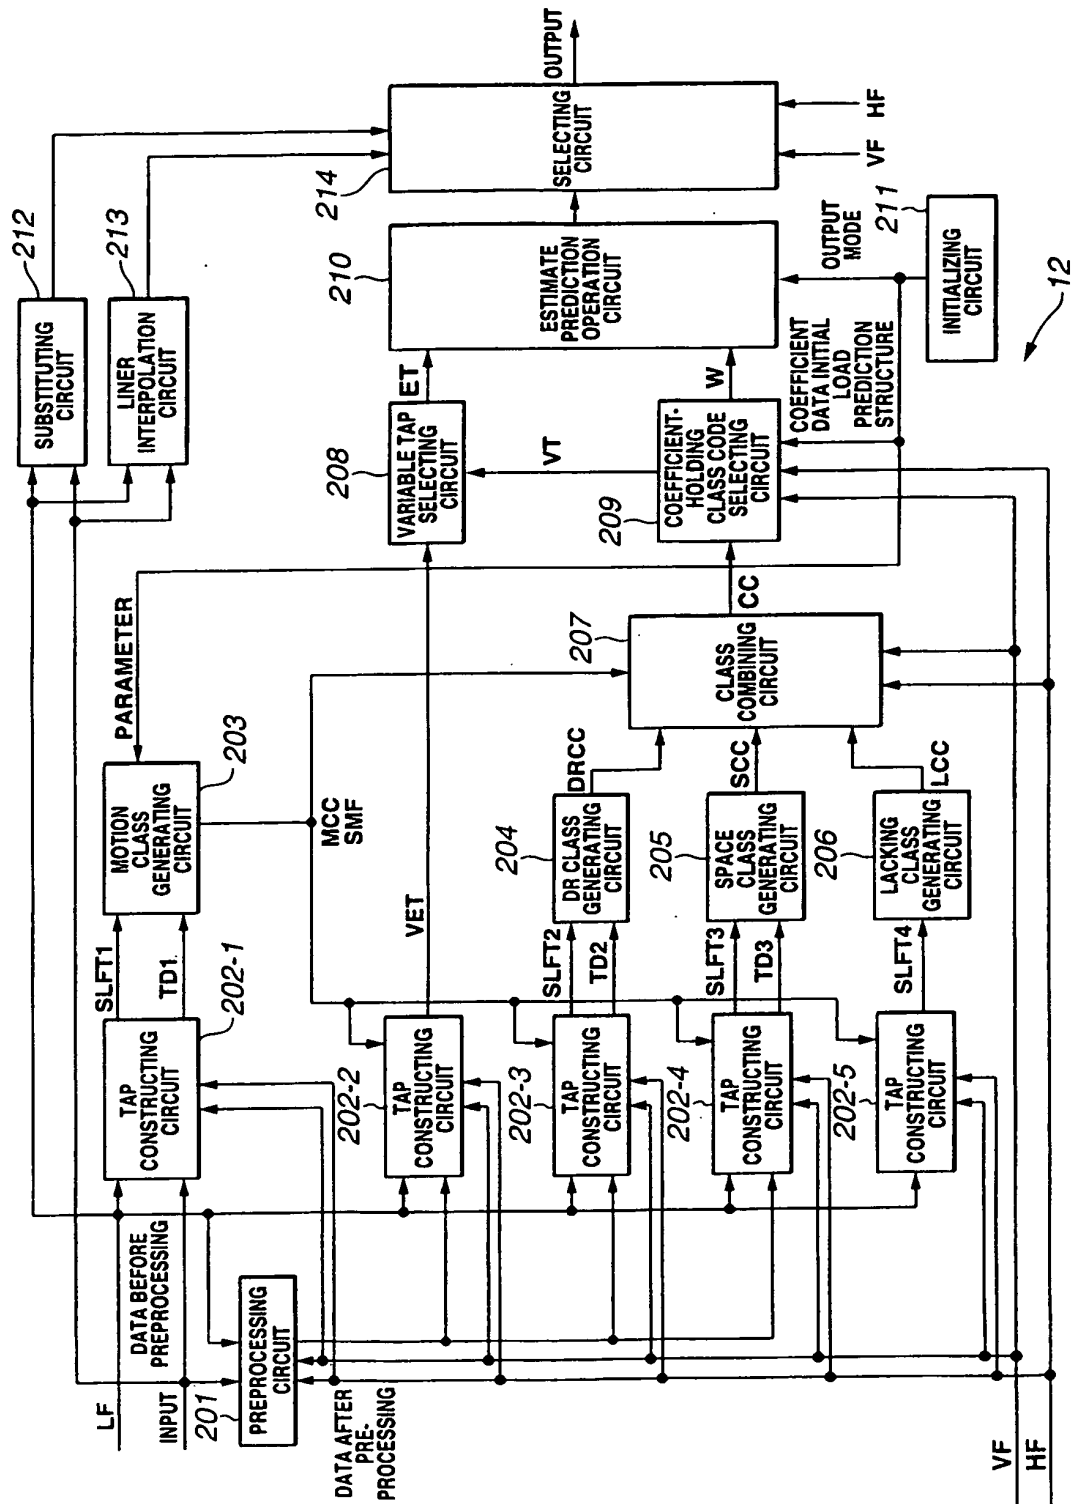 LF
INPUT
DATA BEFORE
PREPROCESSING
201
PREPROCESSING
CIRCUIT
DATA AFTER
PRE-
PROCESSING
VF
HF
TAP
CONSTRUCTING
CIRCUIT
202-1
SLFT1
TD1
TAP
CONSTRUCTING
CIRCUIT
202-2
VET
TAP
CONSTRUCTING
CIRCUIT
202-3
SLFT2
TD2
TAP
CONSTRUCTING
CIRCUIT
202-4
SLFT3
TD3
TAP
CONSTRUCTING
CIRCUIT
202-5
SLFT4
MOTION
CLASS
GENERATING
CIRCUIT
203
PARAMETER
MCC
SMF
204
DR CLASS
GENERATING
CIRCUIT
DRCC
205
SPACE
CLASS
GENERATING
CIRCUIT
SCC
206
LACKING
CLASS
GENERATING
CIRCUIT
LCC
207
CLASS
COMBINING
CIRCUIT
CC
208
VARIABLE TAP
SELECTING
CIRCUIT
ET
VT
209
COEFFICIENT-
HOLDING
CLASS CODE
SELECTING
CIRCUIT
W
COEFFICIENT
DATA INITIAL
LOAD
PREDICTION
STRUCTURE
212
SUBSTITUTING
CIRCUIT
213
LINER
INTERPOLATION
CIRCUIT
210
ESTIMATE
PREDICTION
OPERATION
CIRCUIT
OUTPUT
MODE
211
INITIALIZING
CIRCUIT
214
SELECTING
CIRCUIT
VF
HF
OUTPUT
12